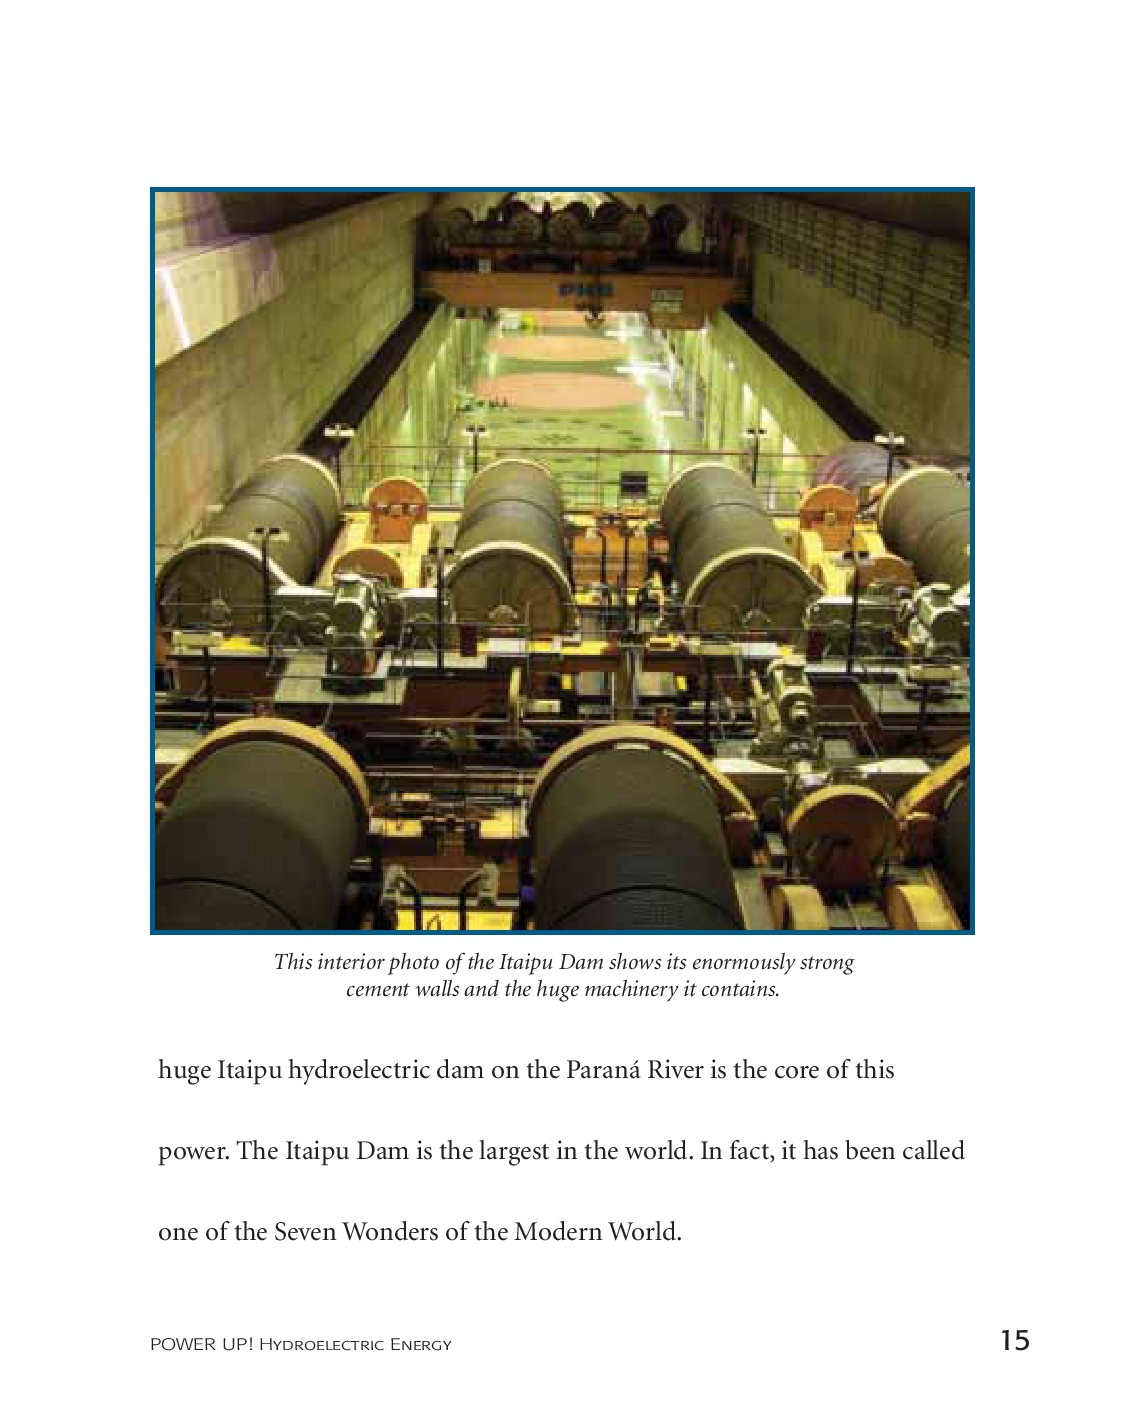 This interior photo of the Itaipu Dam shows its enormously strong
cement walls and the huge machinery it contains.
huge Itaipu hydroelectric dam on the Paraná River is the core of this
power. The Itaipu Dam is the largest in the world. In fact, it has been called
one of the Seven Wonders of the Modern World.
POWER UP! Hydroelectric Energy
15